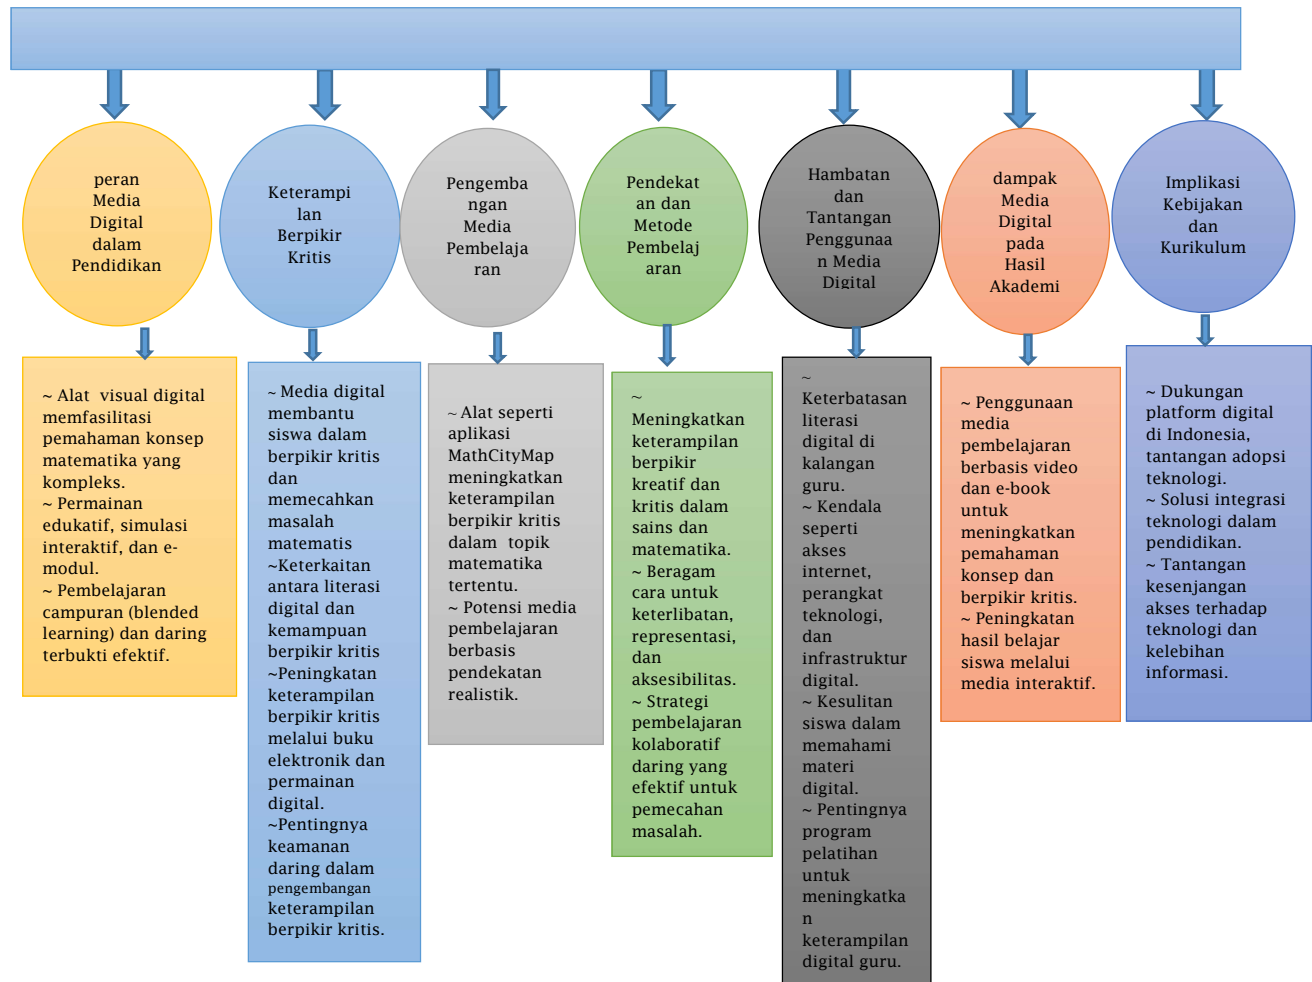 peran
Media
Digital
dalam
Pendidikan
Keterampi
lan
Berpikir
Kritis
Pengemba
ngan
Media
Pembelaja
ran
Pendekat
an dan
Metode
Pembelaj
aran
Hambatan
dan
Tantangan
Penggunaa
n Media
Digital
dampak
Media
Digital
pada
Hasil
Akademi
Implikasi
Kebijakan
dan
Kurikulum
~ Alat visual digital
memfasilitasi
pemahaman konsep
matematika yang
kompleks.
~ Permainan
edukatif, simulasi
interaktif, dan e-
modul.
~ Pembelajaran
campuran (blended
learning) dan daring
terbukti efektif.
~ Media digital
membantu
siswa dalam
berpikir kritis
dan
memecahkan
masalah
matematis
~Keterkaitan
antara literasi
digital dan
kemampuan
berpikir kritis
~Peningkatan
keterampilan
berpikir kritis
melalui buku
elektronik dan
permainan
digital.
~Pentingnya
keamanan
daring dalam
pengembangan
keterampilan
berpikir kritis.
~ Alat seperti
aplikasi
MathCityMap
meningkatkan
keterampilan
berpikir kritis
dalam topik
matematika
tertentu.
~ Potensi media
pembelajaran
berbasis
pendekatan
realistik.
~
Meningkatkan
keterampilan
berpikir
kreatif dan
kritis dalam
sains dan
matematika.
~ Beragam
cara untuk
keterlibatan,
representasi,
dan
aksesibilitas.
~ Strategi
pembelajaran
kolaboratif
daring yang
efektif untuk
pemecahan
masalah.
~
Keterbatasan
literasi
digital di
kalangan
guru.
~ Kendala
seperti
akses
internet,
perangkat
teknologi,
dan
infrastruktur
digital.
~ Kesulitan
siswa dalam
memahami
materi
digital.
~ Pentingnya
program
pelatihan
untuk
meningkatka
n
keterampilan
digital guru.
~ Penggunaan
media
pembelajaran
berbasis video
dan e-book
untuk
meningkatkan
pemahaman
konsep dan
berpikir kritis.
~ Peningkatan
hasil belajar
siswa melalui
media interaktif.
~ Dukungan
platform digital
di Indonesia,
tantangan adopsi
teknologi.
~ Solusi integrasi
teknologi dalam
pendidikan.
~ Tantangan
kesenjangan
akses terhadap
teknologi dan
kelebihan
informasi.